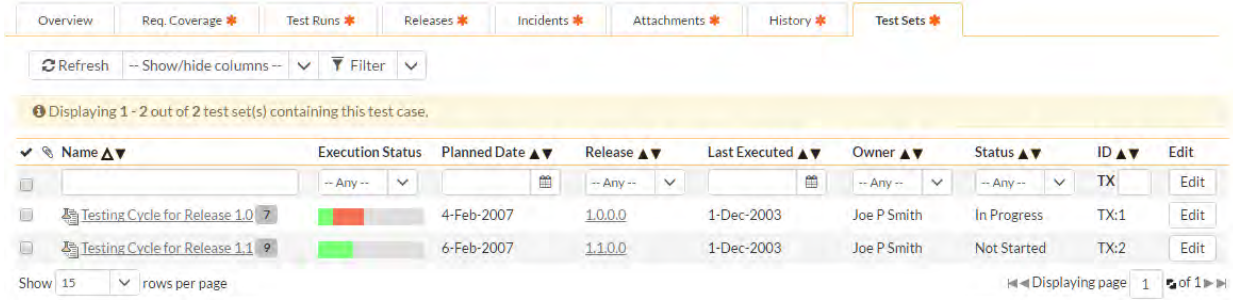 Overview Req. Coverage * Test Runs * Releases * Incidents * Attachments * History * Test Sets *
Refresh -- Show/hide columns -- Filter
Displaying 1 - 2 out of 2 test set(s) containing this test case.
Name Execution Status Planned Date Release Last Executed Owner Status ID Edit
-- Any -- -- Any -- -- Any -- -- Any -- TX Edit
Testing Cycle for Release 1.0 7 4-Feb-2007 1.0.0.0 1-Dec-2003 Joe P Smith In Progress TX:1 Edit
Testing Cycle for Release 1.1 9 6-Feb-2007 1.1.0.0 1-Dec-2003 Joe P Smith Not Started TX:2 Edit
Show 15 rows per page Displaying page 1 of 1